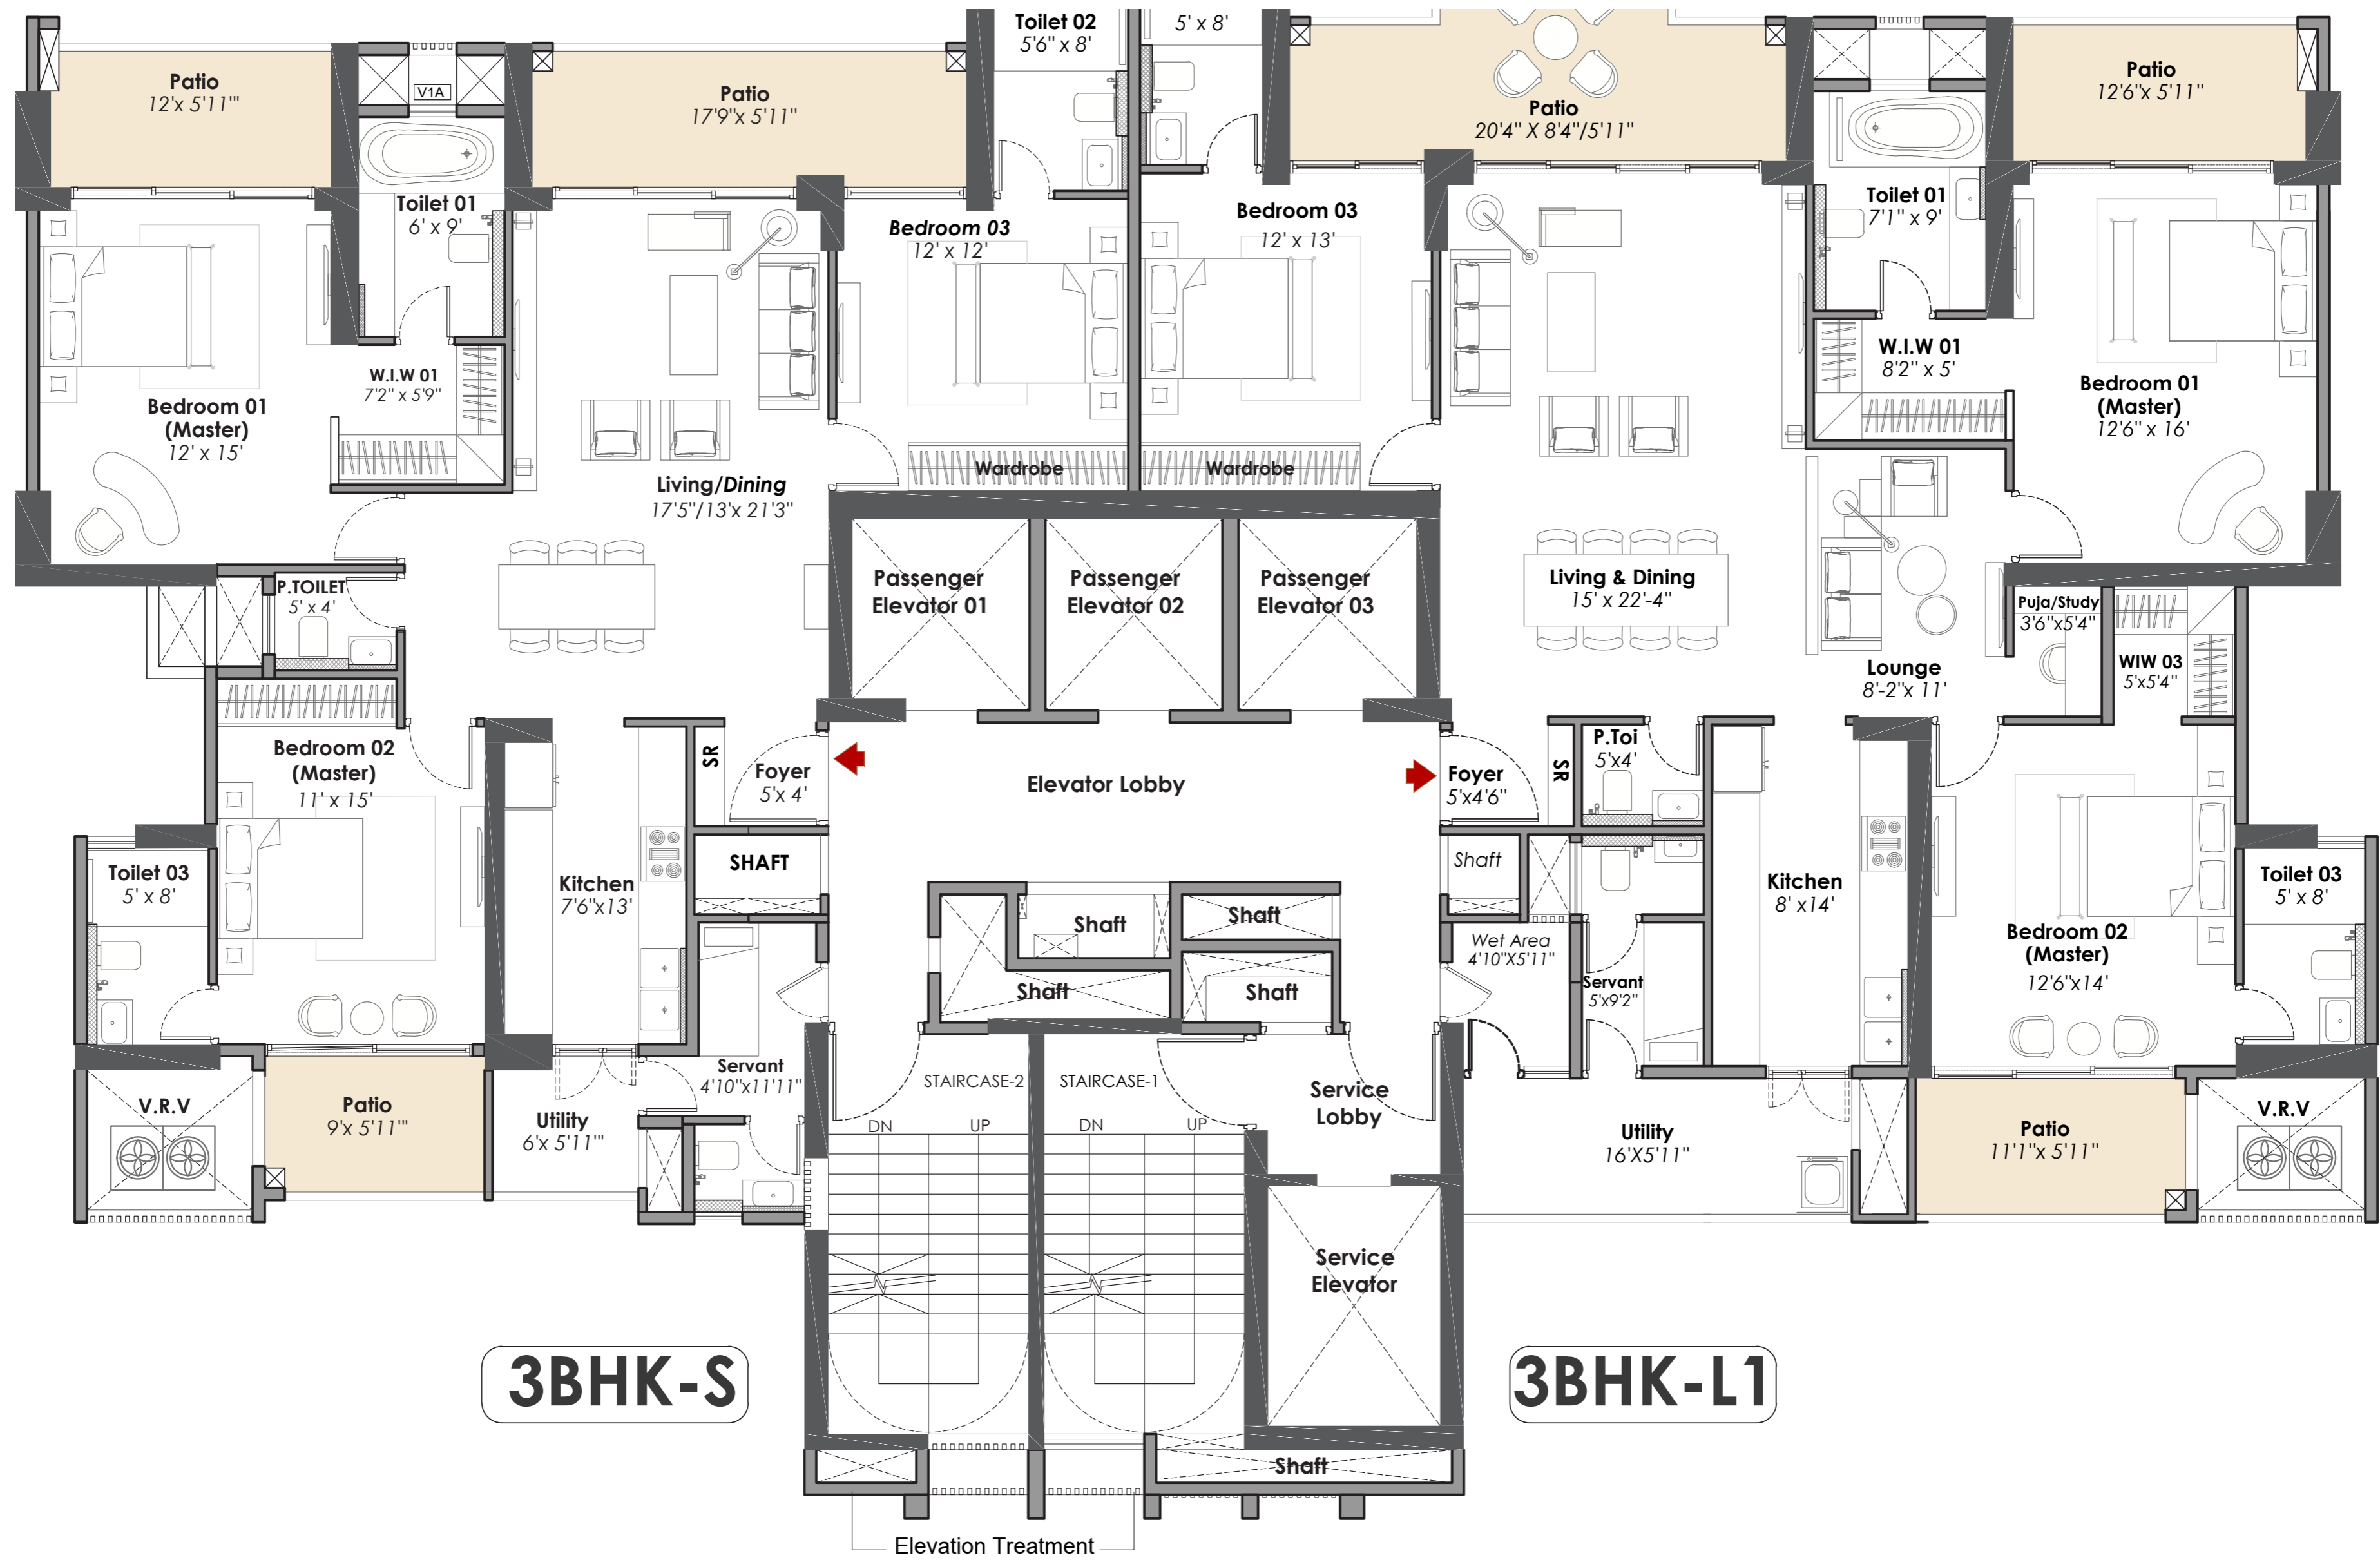 Toilet 02
5'6" x 8'
5' x 8'
Patio
12'x 5'11'"
V1A
Patio
17'9"x 5'11"
Patio
20'4" X 8'4"/5'11"
Patio
12'6"x 5'11"
Toilet 01
6' x 9'
Bedroom 03
12' x 12'
Bedroom 03
12' x 13'
Toilet 01
7'1" x 9'
W.I.W 01
7'2" x 5'9"
W.I.W 01
8'2" x 5'
Bedroom 01
(Master)
12' x 15'
Bedroom 01
(Master)
12'6" x 16'
Wardrobe
Wardrobe
Living/Dining
17'5"/13'x 21'3"
Passenger
Elevator 01
Passenger
Elevator 02
Passenger
Elevator 03
Living & Dining
15' x 22'-4"
P.TOILET
5' x 4'
Puja/Study
3'6"x5'4"
Lounge
8'-2"x 11'
WIW 03
5'x5'4"
Bedroom 02
(Master)
11' x 15'
SR
Foyer
5'x 4'
Elevator Lobby
Foyer
5'x4'6"
SR
P.Toi
5'x4'
Toilet 03
5' x 8'
Kitchen
7'6"x13'
SHAFT
Shaft
Kitchen
8' x14'
Toilet 03
5' x 8'
Shaft
Shaft
Wet Area
4'10"X5'11"
Bedroom 02
(Master)
12'6"x14'
Shaft
Shaft
Servant
5'x9'2"
Servant
4'10"x11'11"
STAIRCASE-2
STAIRCASE-1
Service
Lobby
V.R.V
Patio
9'x 5'11'"
Utility
6'x 5'11'"
DN
UP
DN
UP
Utility
16'X5'11"
Patio
11'1"x 5'11"
V.R.V
Service
Elevator
3BHK-S
3BHK-L1
Shaft
Elevation Treatment